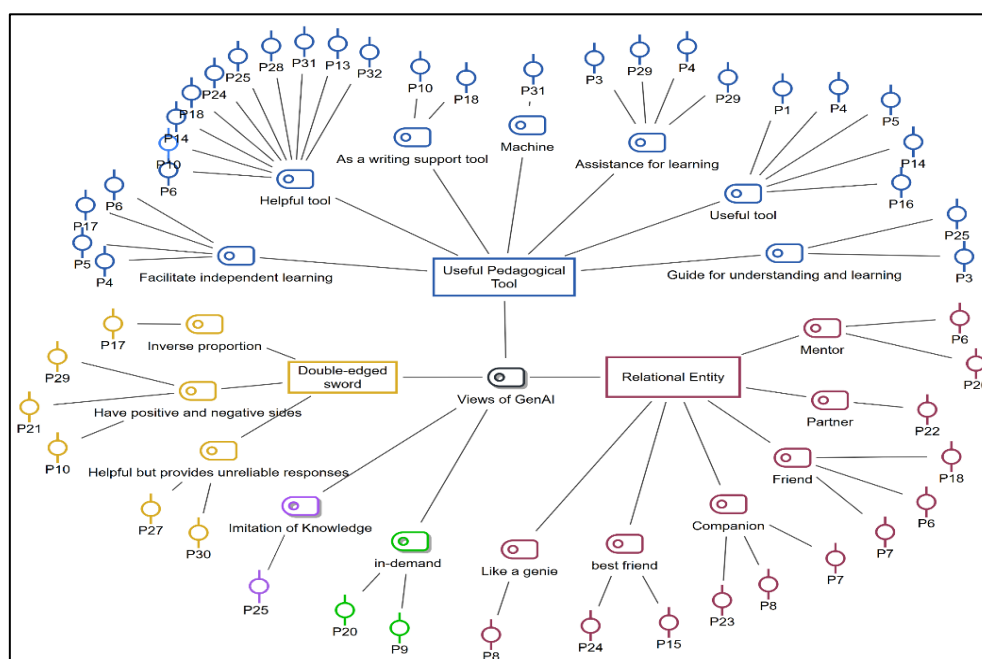 P25
P28
P31
P13
P32
P24
P18
P14
P10
P6
P10
P18
P31
P3
P29
P4
P29
P1
P4
P5
P14
P16
As a writing support tool
Machine
Assistance for learning
Helpful tool
Useful tool
P6
P17
P5
P4
Facilitate independent learning
Useful Pedagogical
Tool
Guide for understanding and learning
P25
P3
P17
Inverse proportion
P29
P21
P10
Have positive and negative sides
Double-edged
sword
Views of GenAI
Relational Entity
Mentor
P6
Partner
P22
Helpful but provides unreliable responses
P27
P30
Imitation of Knowledge
P25
in-demand
P20
P9
Like a genie
P8
best friend
P24
P15
Companion
P23
P8
P7
Friend
P18
P6
P7